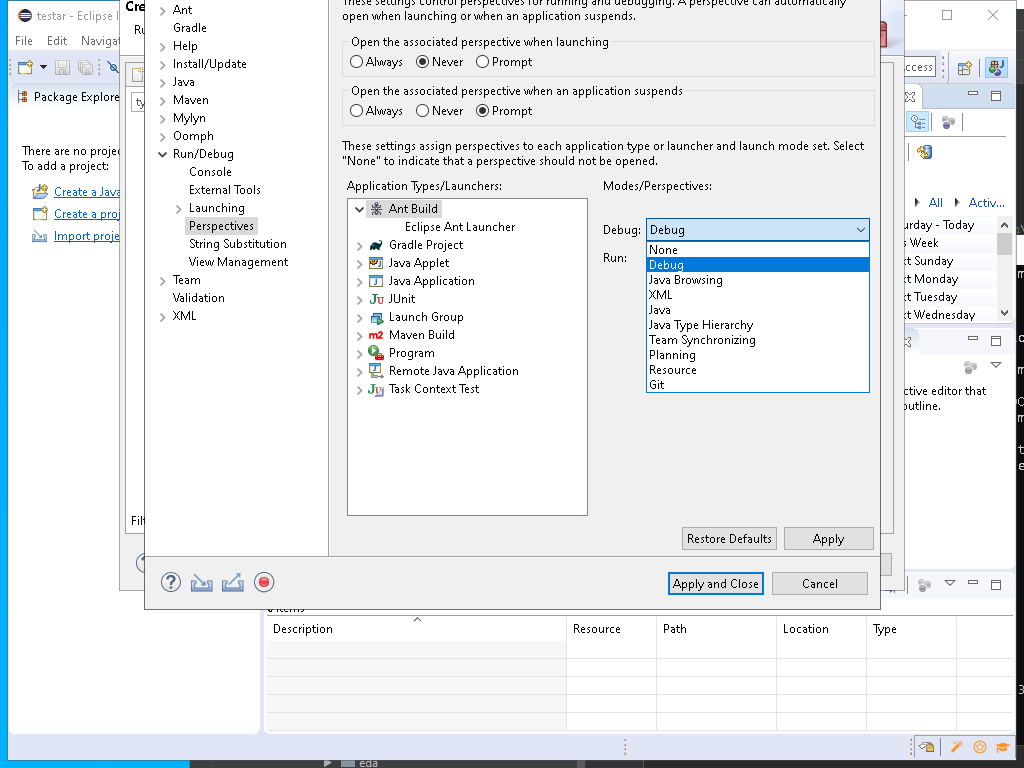 testar - Eclipse
File Edit Navigat
Package Explore
There are no projec
To add a project:
Create a Java
Create a proj
Import proje
Cre
Ru
ty
Filt
Ant
Gradle
Help
Install/Update
Java
Maven
Mylyn
Oomph
Run/Debug
Console
External Tools
Launching
Perspectives
String Substitution
View Management
Team
Validation
XML
These settings control perspectives for running and debugging. A perspective can automatically
open when launching or when an application suspends.
Open the associated perspective when launching
Always Never Prompt
Open the associated perspective when an application suspends
Always Never Prompt
These settings assign perspectives to each application type or launcher and launch mode set. Select
"None" to indicate that a perspective should not be opened.
Application Types/Launchers:
Ant Build
Eclipse Ant Launcher
Gradle Project
Java Applet
Java Application
JUnit
Launch Group
Maven Build
Program
Remote Java Application
Task Context Test
Modes/Perspectives:
Debug: Debug
Run:
None
Debug
Java Browsing
XML
Java
Java Type Hierarchy
Team Synchronizing
Planning
Resource
Git
Restore Defaults Apply
Apply and Close Cancel
ccess
All Activ...
urday - Today
s Week
ct Sunday
xt Monday
xt Tuesday
xt Wednesday
ctive editor that
outline.
Description Resource Path Location Type
eda